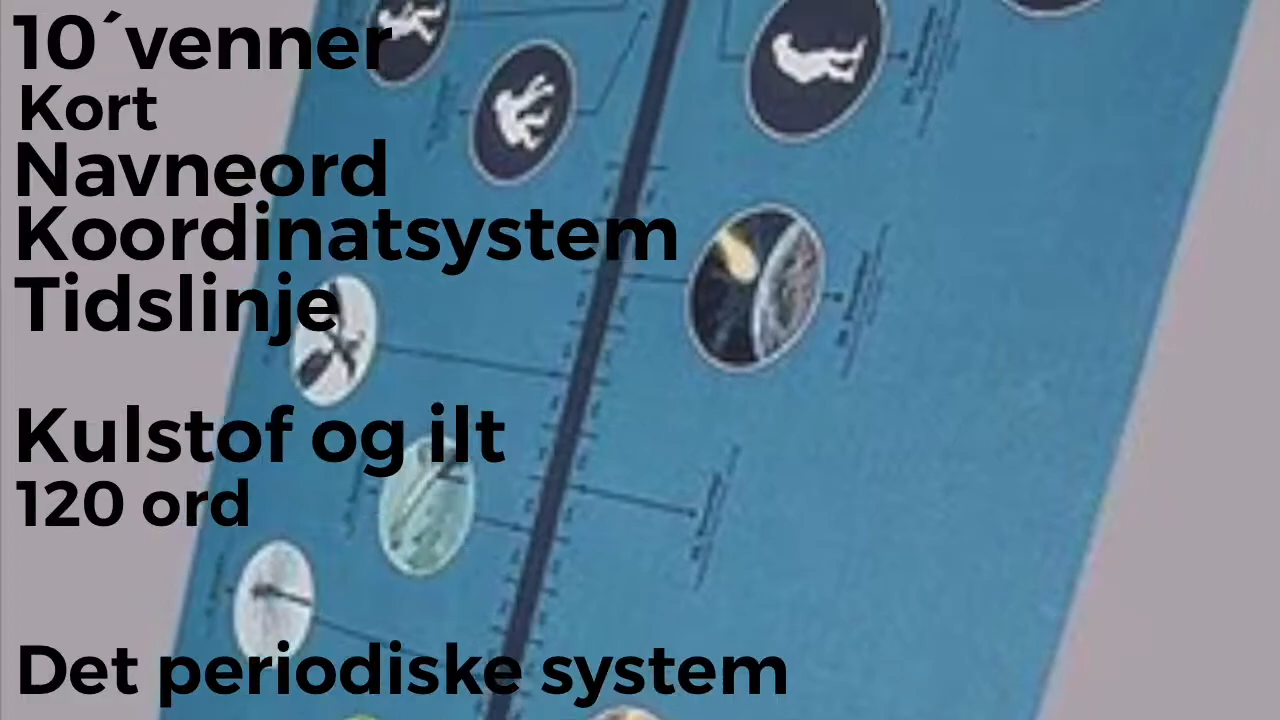 10´venner
Kort
Navneord
Koordinatsystem
Tidslinje
Kulstof og ilt
120 ord
Det periodiske system